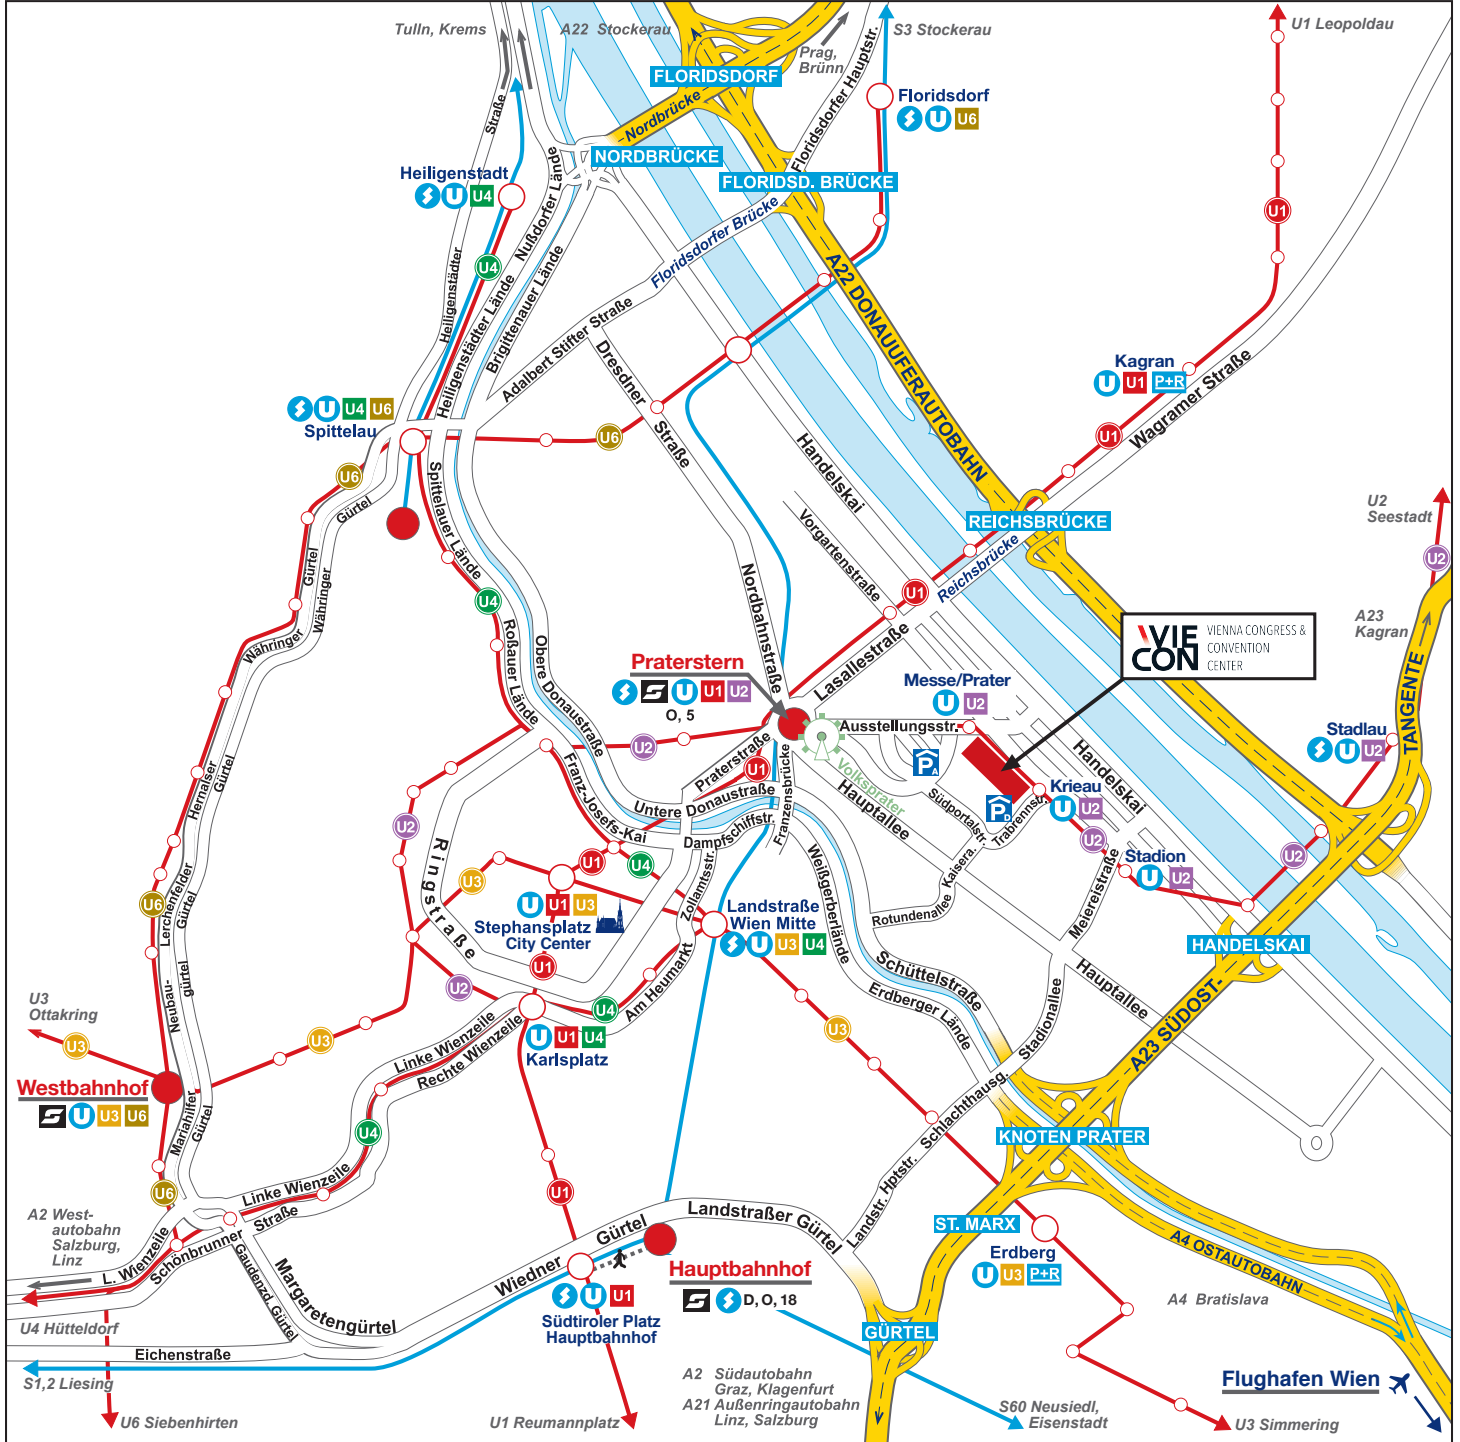 Tulln, Krems
A22 Stockerau
Prag,
Brünn
S3 Stockerau
U1 Leopoldau
FLORIDSDORF
Nordbrücke
NORDBRÜCKE
Floridsdorfer Hauptstr.
Floridsdorf
U U6
FLORIDSD. BRÜCKE
Floridsdorfer Brücke
Heiligenstadt
U U4
U4
Heiligenstädter
Straße
Nußdorfer Lände
Heiligenstädter Lände
Brigittenauer Lände
Adalbert Stifter Straße
Dresdner
Straße
U1
A22 DONAUUFERAUTOBAHN
Kagran
U U1 P+R
U1
Wagramer Straße
U U4 U6
Spittelau
U6
U6
Gürtel
Spittelauer Lände
Handelskai
Vorgartenstraße
REICHSBRÜCKE
Reichsbrücke
U2
Seestadt
U2
A23
Kagran
Währinger
Gürtel
Währinger
Gürtel
U4
Roßauer Lände
Obere Donaustraße
Nordbahnstraße
U1
Lasallestraße
VIE
CON
VIENNA CONGRESS &
CONVENTION
CENTER
Praterstern
U U1 U2
O, 5
Messe/Prater
U U2
Ausstellungsstr.
TANGENTE
Stadlau
U U2
U2
Praterstraße
U1
Franzensbrücke
Volksprater
Hauptallee
P A
P D
Südportalstr.
Trabrennstr.
Krieau
U U2
Handelskai
U2
Hernalser
Gürtel
U2
Ringstraße
Franz-Josefs-Kai
Untere Donaustraße
Dampfschiffstr.
Zollamtsstr.
U3
U1
U4
Weißgerberlände
Kaisera.
Rotundenallee
Meiereistraße
Stadion
U U2
U2
U6
Lerchenfelder
Gürtel
U U1 U3
Stephansplatz
City Center
Landstraße
Wien Mitte
U U3 U4
U1
U2
Am Heumarkt
U4
Schüttelstraße
Erdberger Lände
Hauptallee
HANDELSKAI
A23 SÜDOST-
Neubau-
gürtel
U3
Ottakring
U3
U3
Linke Wienzeile
Rechte Wienzeile
U U1 U4
Karlsplatz
U3
Stadionallee
Schlachthausg.
Westbahnhof
U U3 U6
Mariahilfer
Gürtel
U4
KNOTEN PRATER
U6
Linke Wienzeile
U1
Landstr. Hptstr.
A2 West-
autobahn
Salzburg,
Linz
L. Wienzeile
Schönbrunner
Straße
Gaudenzd. Gürtel
Margaretengürtel
Wiedner
Gürtel
Landstraßer Gürtel
ST. MARX
Erdberg
U U3 P+R
A4 OSTAUTOBAHN
A4 Bratislava
Hauptbahnhof
D, O, 18
U U1
Südtiroler Platz
Hauptbahnhof
U4 Hütteldorf
Eichenstraße
GÜRTEL
S1,2 Liesing
U6 Siebenhirten
U1 Reumannplatz
A2 Südautobahn
Graz, Klagenfurt
A21 Außenringautobahn
Linz, Salzburg
S60 Neusiedl,
Eisenstadt
Flughafen Wien
U3 Simmering